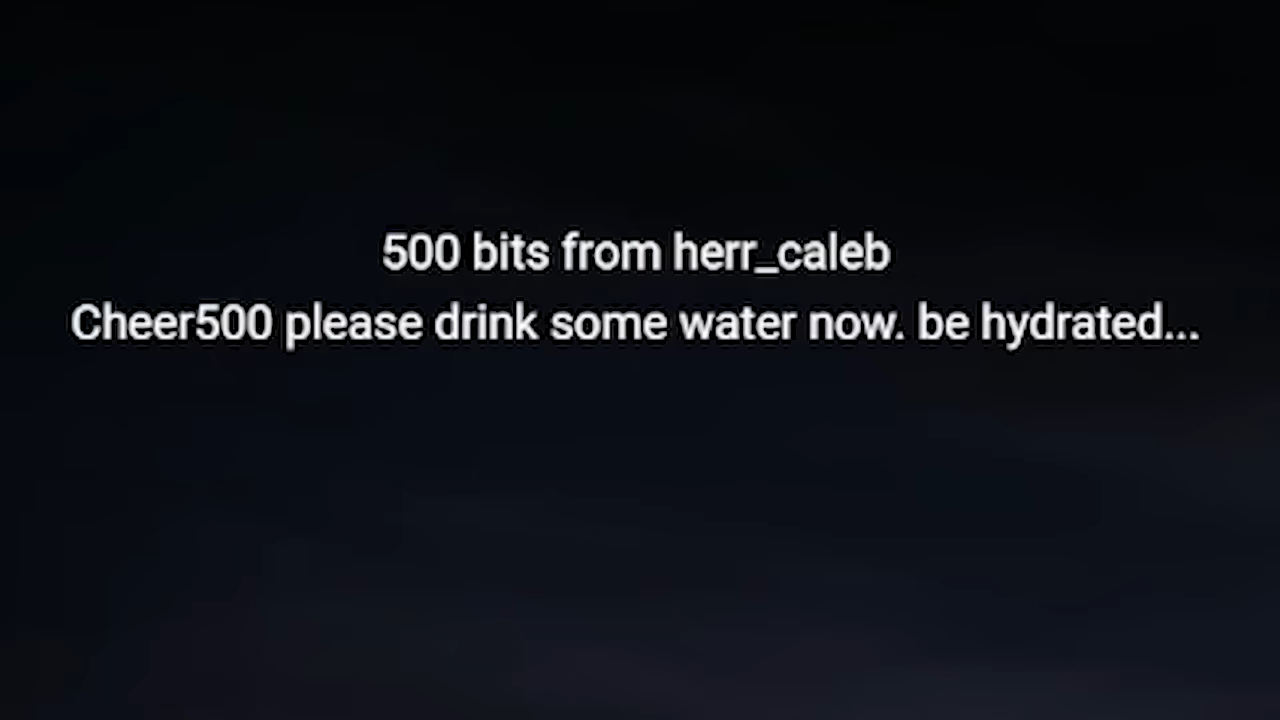 500 bits from herr_caleb
Cheer500 please drink some water now. be hydrated...